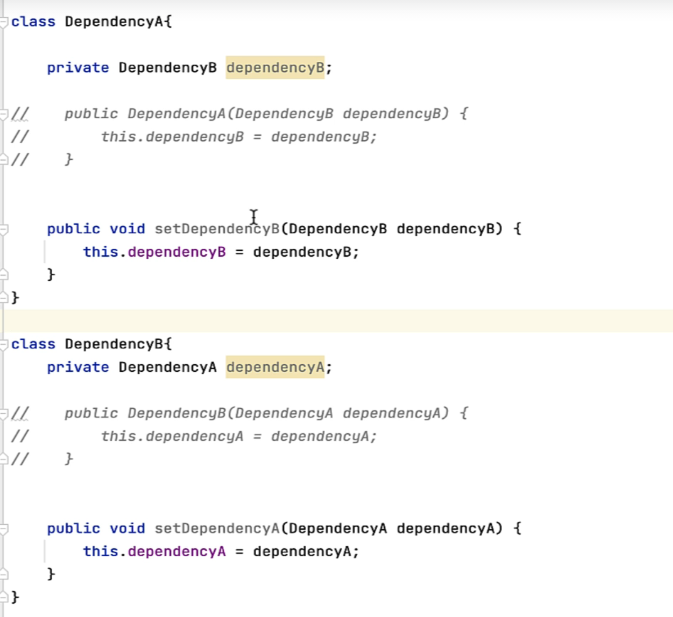 class DependencyA{
private DependencyB dependencyB;
// public DependencyA(DependencyB dependencyB) {
// this.dependencyB = dependencyB;
// }
public void setDependencyB(DependencyB dependencyB) {
this.dependencyB = dependencyB;
}
}
class DependencyB{
private DependencyA dependencyA;
// public DependencyB(DependencyA dependencyA) {
// this.dependencyA = dependencyA;
// }
public void setDependencyA(DependencyA dependencyA) {
this.dependencyA = dependencyA;
}
}